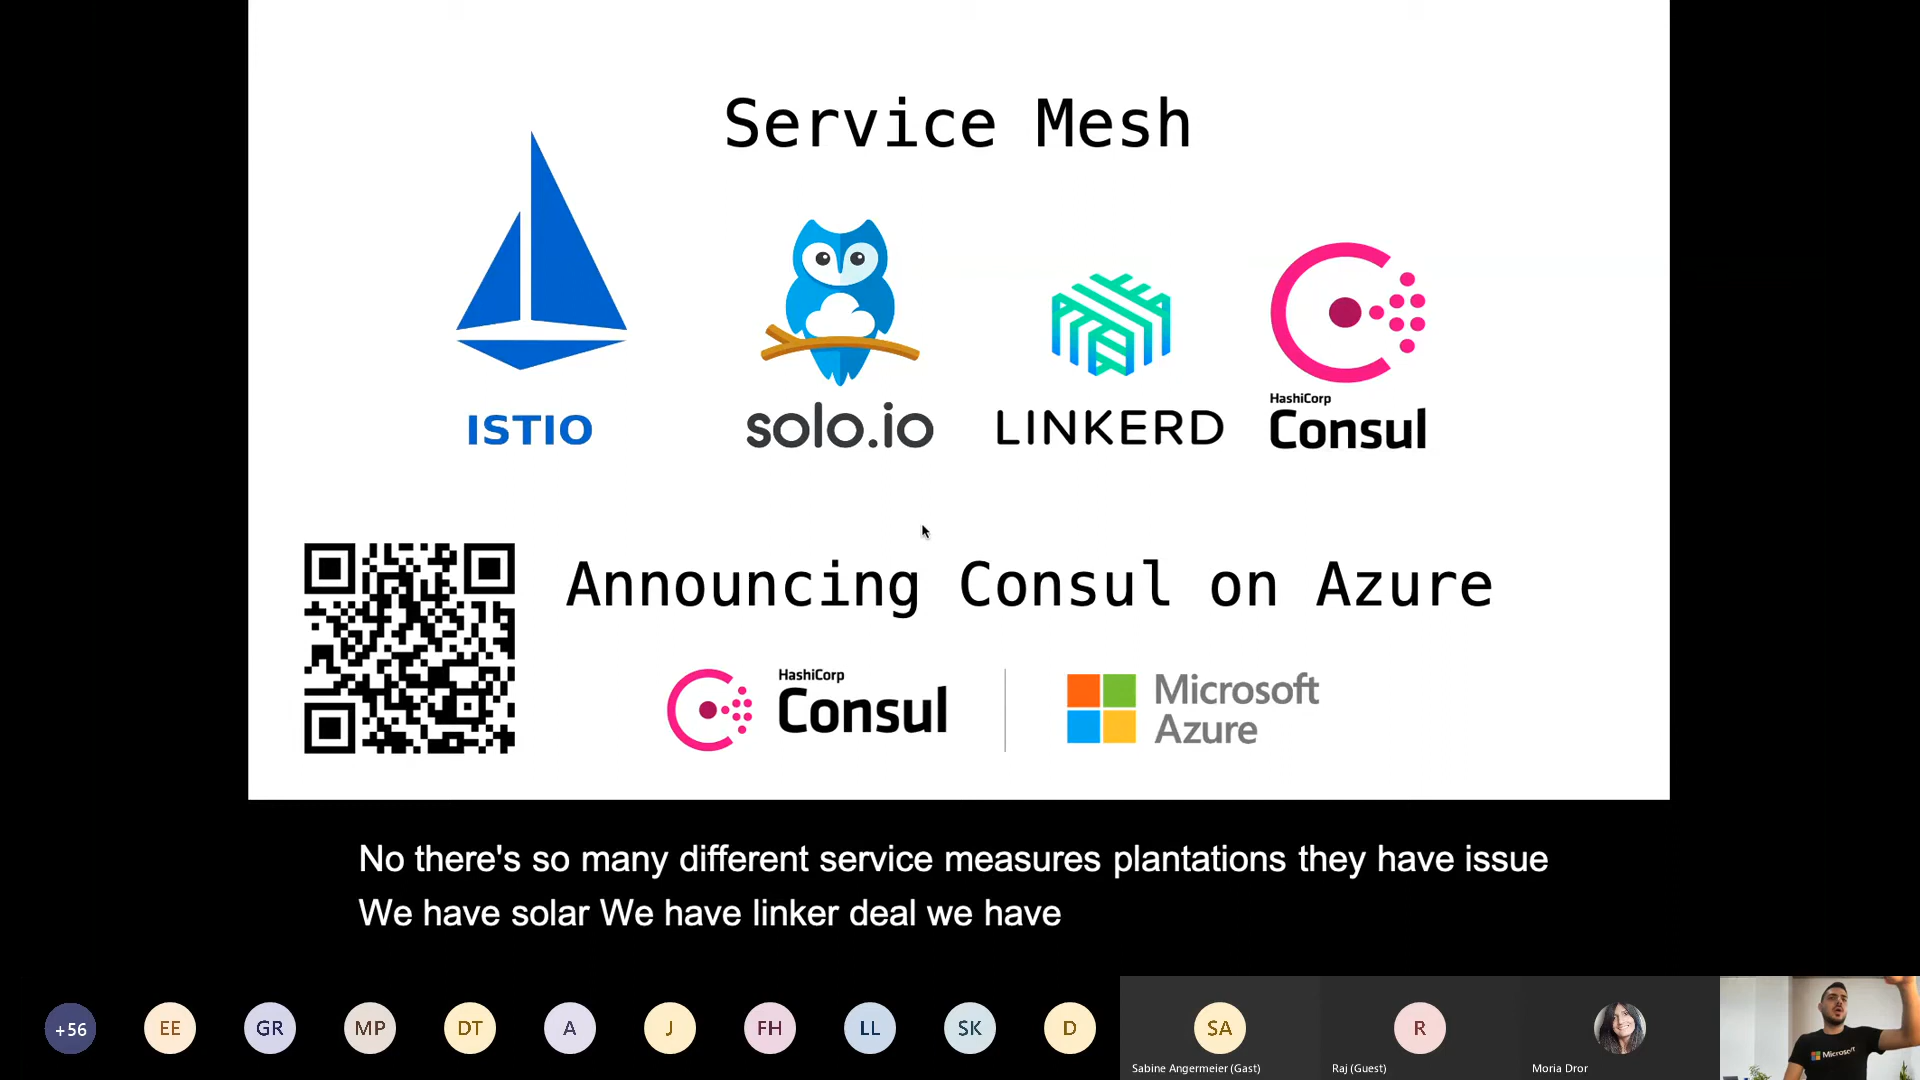 Service Mesh
ISTIO
solo.io
LINKERD
HashiCorp
Consul
Announcing Consul on Azure
HashiCorp
Consul
Microsoft
Azure
No there's so many different service measures plantations they have issue
We have solar We have linker deal we have
+56
EE
GR
MP
DT
A
J
FH
LL
SK
D
SA
R
Sabine Angermeier (Gast)
Raj (Guest)
Moria Dror
Microsoft